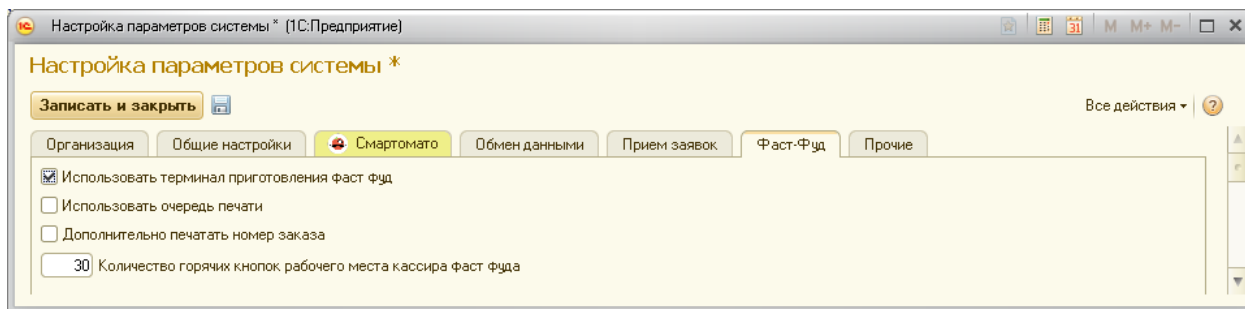 1С Настройка параметров системы * (1С:Предприятие) 31 M M+ M-
Настройка параметров системы *
Записать и закрыть Все действия ?
Организация Общие настройки Смартомато Обмен данными Прием заявок Фаст-Фуд Прочие
Использовать терминал приготовления фаст фуд
Использовать очередь печати
Дополнительно печатать номер заказа
30 Количество горячих кнопок рабочего места кассира фаст фуда